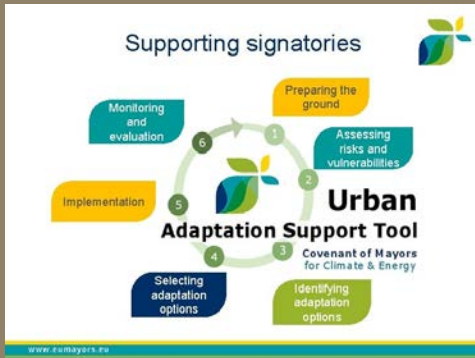 Supporting signatories
Preparing the
ground
Monitoring
and
evaluation
Assessing
risks and
vulnerabilities
1
2
3
4
5
6
Implementation
Urban
Adaptation Support Tool
Covenant of Mayors
for Climate & Energy
Selecting
adaptation
options
Identifying
adaptation
options
www.eumayors.eu